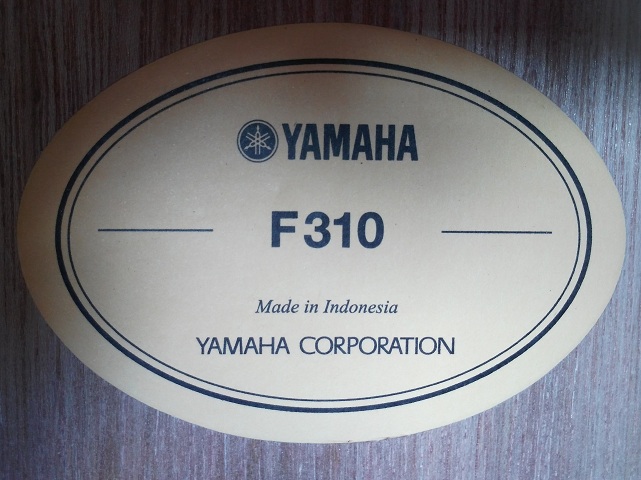 YAMAHA
F310
Made in Indonesia
YAMAHA CORPORATION